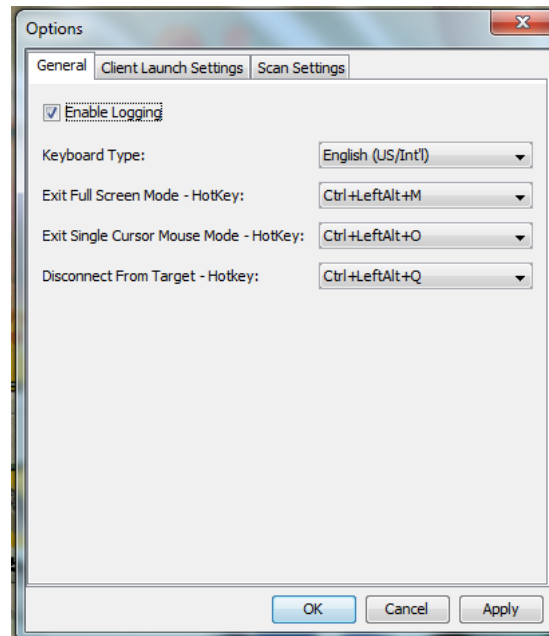 Options
General Client Launch Settings Scan Settings
Enable Logging
Keyboard Type: English (US/Int'l)
Exit Full Screen Mode - HotKey: Ctrl+LeftAlt+M
Exit Single Cursor Mouse Mode - HotKey: Ctrl+LeftAlt+O
Disconnect From Target - Hotkey: Ctrl+LeftAlt+Q
OK Cancel Apply